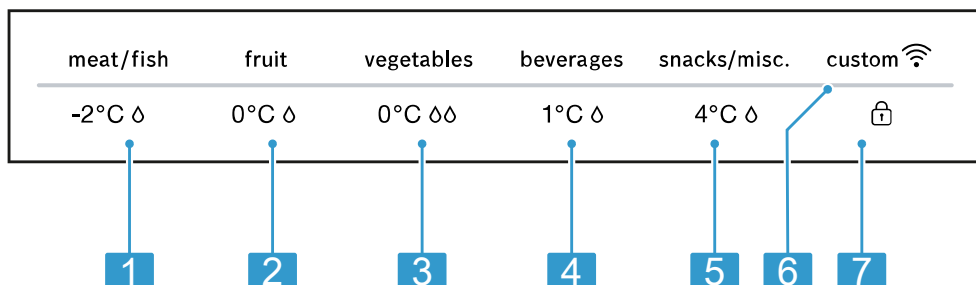 meat/fish fruit vegetables beverages snacks/misc. custom
-2°C 0°C 0°C 1°C 4°C
1 2 3 4 5 6 7